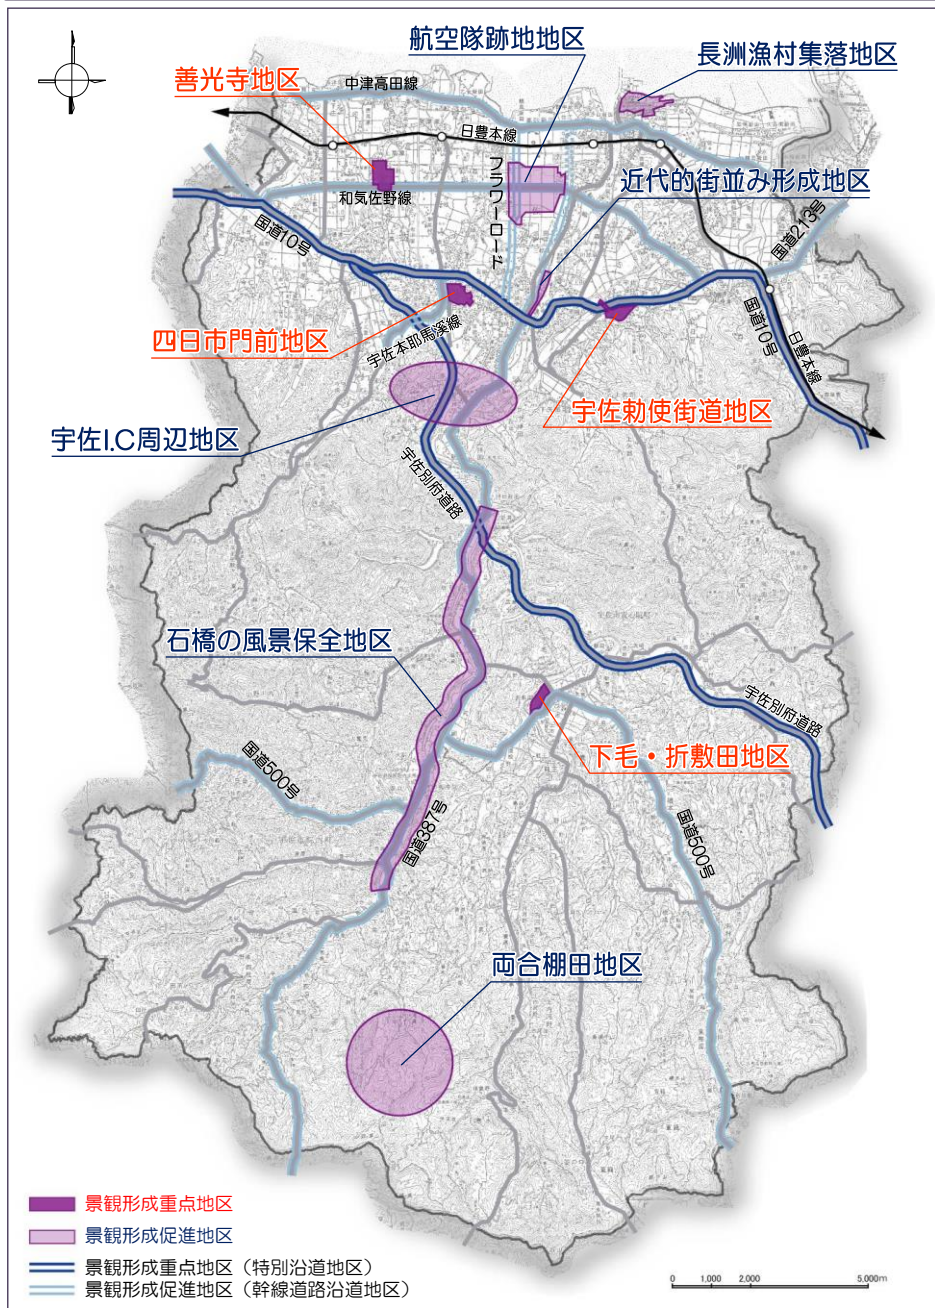 航空隊跡地地区
長洲漁村集落地区
善光寺地区
中津高田線
日豊本線
近代的街並み形成地区
フラワーロード
和気佐野線
国道213号
国道10号
四日市門前地区
宇佐本耶馬溪線
国道10号
日豊本線
宇佐勅使街道地区
宇佐I.C周辺地区
宇佐別府道路
石橋の風景保全地区
宇佐別府道路
下毛・折敷田地区
国道500号
国道387号
国道500号
両合棚田地区
景観形成重点地区
景観形成促進地区
景観形成重点地区（特別沿道地区）
景観形成促進地区（幹線道路沿道地区）
0 1,000 2,000 5,000m